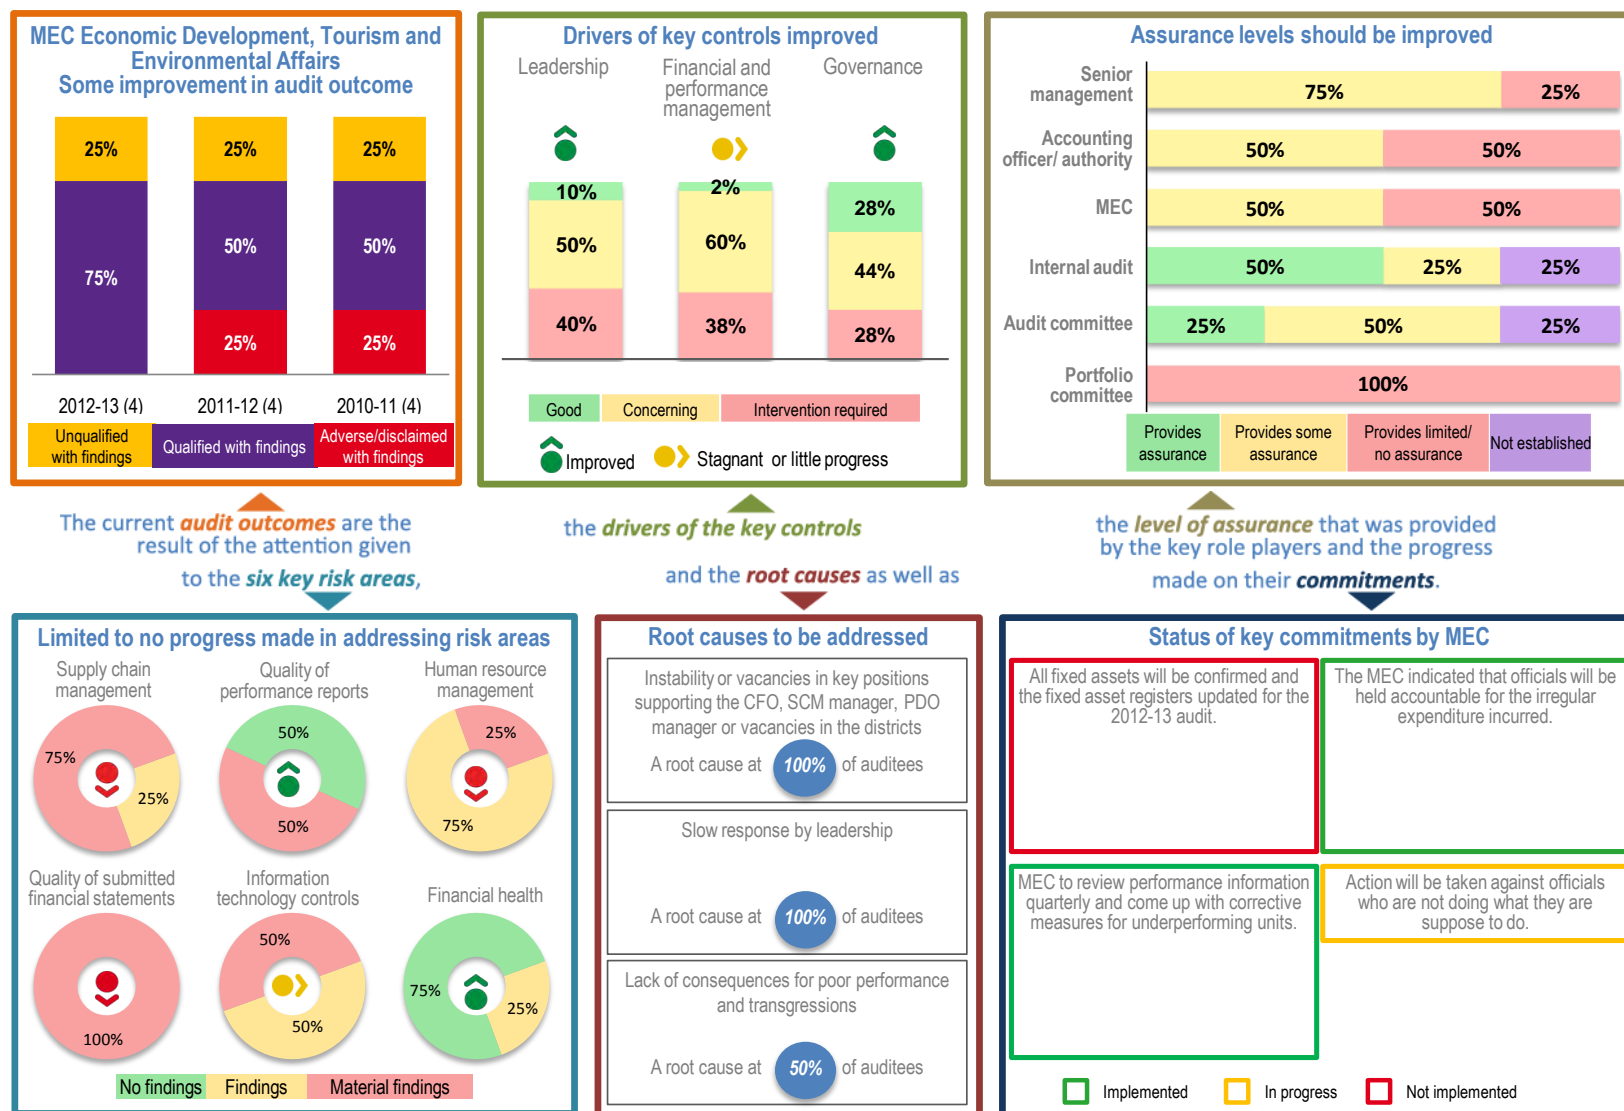 MEC Economic Development, Tourism and
Environmental Affairs
Some improvement in audit outcome
25%
25%
25%
75%
50%
50%
25%
25%
2012-13 (4)
2011-12 (4)
2010-11 (4)
Unqualified
with findings
Qualified with findings
Adverse/disclaimed
with findings
Drivers of key controls improved
Leadership
Financial and
performance
management
Governance
10%
50%
40%
2%
60%
38%
28%
44%
28%
Good
Concerning
Intervention required
Improved
Stagnant or little progress
Assurance levels should be improved
Senior
management
75%
25%
Accounting
officer/ authority
50%
50%
MEC
50%
50%
Internal audit
50%
25%
25%
Audit committee
25%
50%
25%
Portfolio
committee
100%
Provides
assurance
Provides some
assurance
Provides limited/
no assurance
Not established
The current audit outcomes are the
result of the attention given
to the six key risk areas,
the drivers of the key controls
and the root causes as well as
the level of assurance that was provided
by the key role players and the progress
made on their commitments.
Limited to no progress made in addressing risk areas
Supply chain
management
75%
25%
Quality of
performance reports
50%
50%
Human resource
management
25%
75%
Quality of submitted
financial statements
100%
Information
technology controls
50%
50%
Financial health
75%
25%
No findings
Findings
Material findings
Root causes to be addressed
Instability or vacancies in key positions
supporting the CFO, SCM manager, PDO
manager or vacancies in the districts
A root cause at 100% of auditees
Slow response by leadership
A root cause at 100% of auditees
Lack of consequences for poor performance
and transgressions
A root cause at 50% of auditees
Status of key commitments by MEC
All fixed assets will be confirmed and
the fixed asset registers updated for the
2012-13 audit.
The MEC indicated that officials will be
held accountable for the irregular
expenditure incurred.
MEC to review performance information
quarterly and come up with corrective
measures for underperforming units.
Action will be taken against officials
who are not doing what they are
suppose to do.
Implemented
In progress
Not implemented